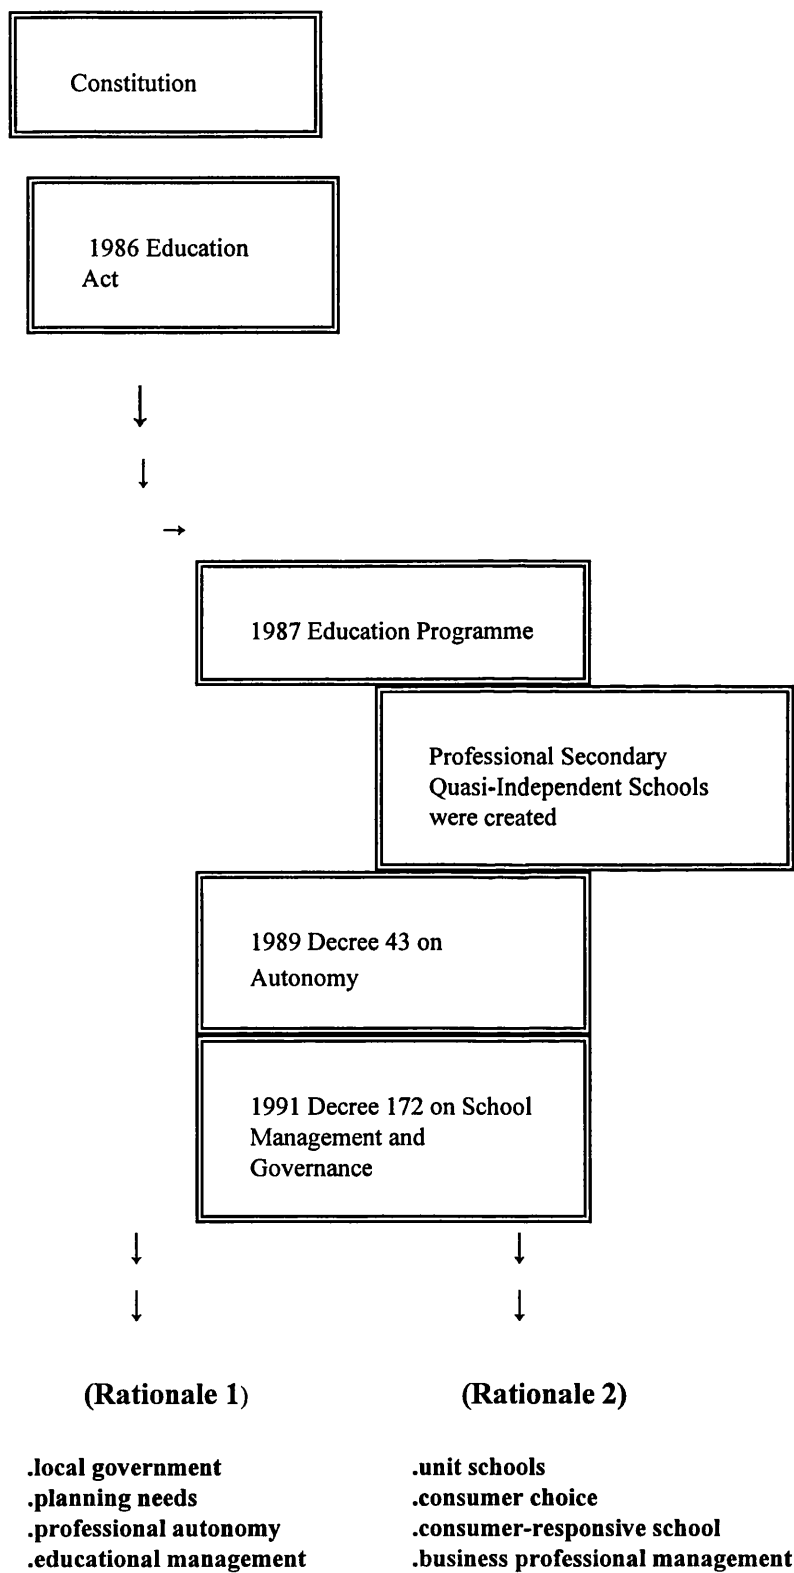 Constitution
1986 Education
Act
↓
↓
→
1987 Education Programme
Professional Secondary
Quasi-Independent Schools
were created
1989 Decree 43 on
Autonomy
1991 Decree 172 on School
Management and
Governance
↓ ↓
↓ ↓
(Rationale 1) (Rationale 2)
.local government .unit schools
.planning needs .consumer choice
.professional autonomy .consumer-responsive school
.educational management .business professional management